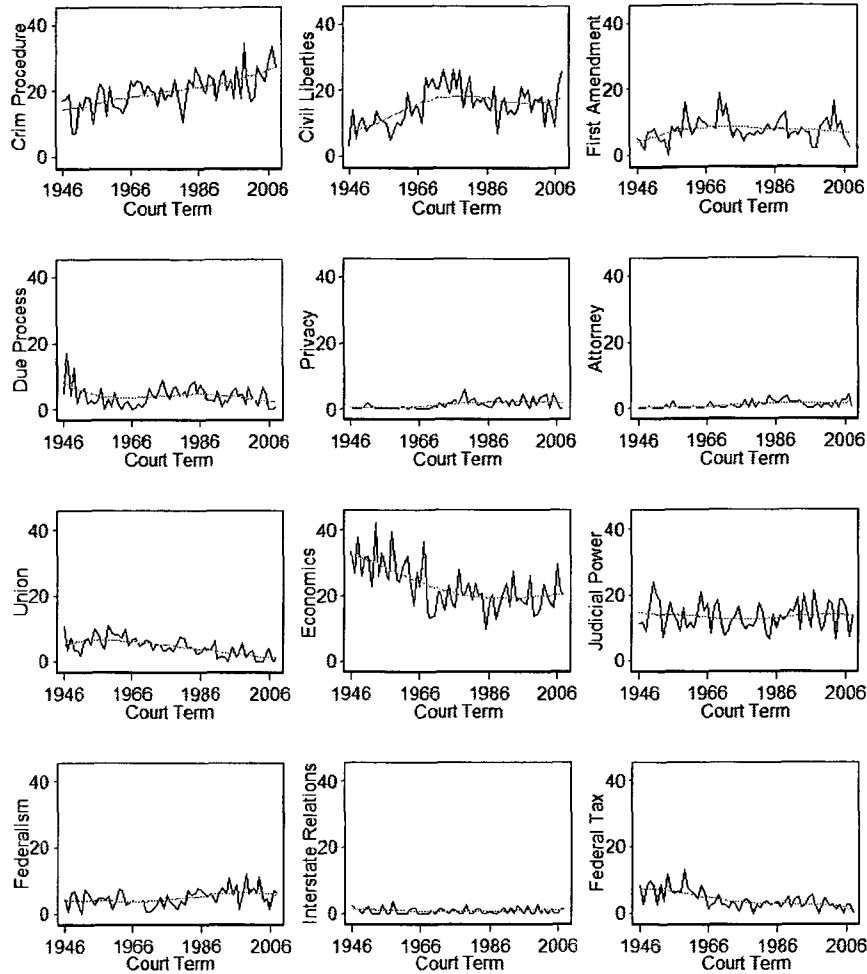 Crim Procedure
40
20
0
1946 1966 1986 2006
Court Term
Civil Liberties
40
20
0
1946 1966 1986 2006
Court Term
First Amendment
40
20
0
1946 1966 1986 2006
Court Term
Due Process
40
20
0
1946 1966 1986 2006
Court Term
Privacy
40
20
0
1946 1966 1986 2006
Court Term
Attorney
40
20
0
1946 1966 1986 2006
Court Term
Union
40
20
0
1946 1966 1986 2006
Court Term
Economics
40
20
0
1946 1966 1986 2006
Court Term
Judicial Power
40
20
0
1946 1966 1986 2006
Court Term
Federalism
40
20
0
1946 1966 1986 2006
Court Term
Interstate Relations
40
20
0
1946 1966 1986 2006
Court Term
Federal Tax
40
20
0
1946 1966 1986 2006
Court Term